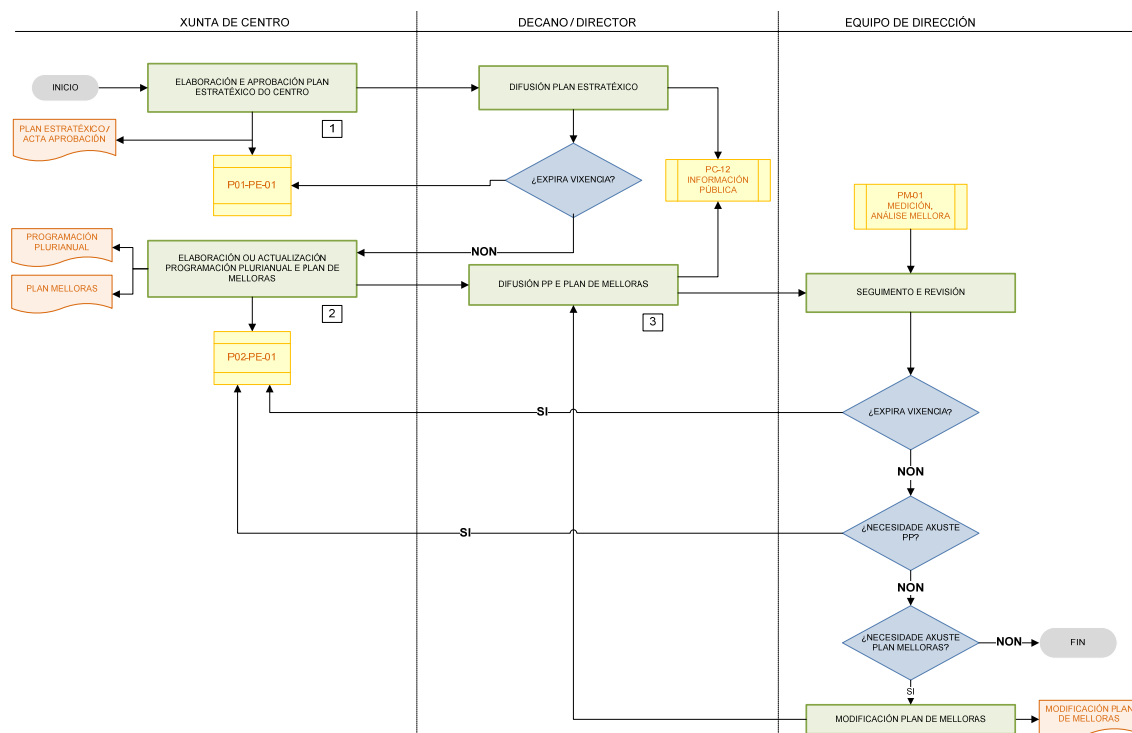 XUNTA DE CENTRO
DECANO / DIRECTOR
EQUIPO DE DIRECCIÓN
INICIO
ELABORACIÓN E APROBACIÓN PLAN
ESTRATÉXICO DO CENTRO
1
DIFUSIÓN PLAN ESTRATÉXICO
PLAN ESTRATÉXICO /
ACTA APROBACIÓN
P01-PE-01
¿EXPIRA VIXENCIA?
PC-12
INFORMACIÓN
PÚBLICA
PM-01
MEDICIÓN,
ANÁLISE MELLORA
PROGRAMACIÓN
PLURIANUAL
PLAN MELLORAS
ELABORACIÓN OU ACTUALIZACIÓN
PROGRAMACIÓN PLURIANUAL E PLAN DE
MELLORAS
2
NON
DIFUSIÓN PP E PLAN DE MELLORAS
3
SEGUIMENTO E REVISIÓN
P02-PE-01
SI
¿EXPIRA VIXENCIA?
NON
SI
¿NECESIDADE AXUSTE
PP?
NON
¿NECESIDADE AXUSTE
PLAN MELLORAS?
NON
FIN
SI
MODIFICACIÓN PLAN DE MELLORAS
MODIFICACIÓN PLAN
DE MELLORAS